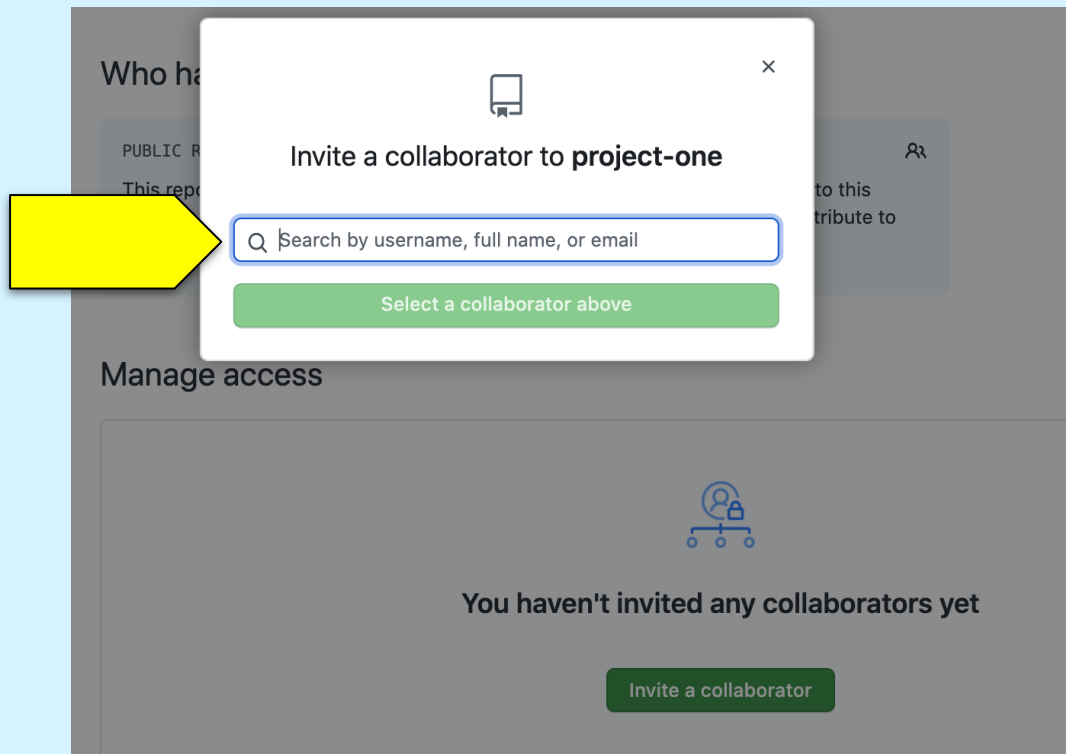 Who ha
PUBLIC R
This repo
to this
tribute to
Invite a collaborator to project-one
Search by username, full name, or email
Select a collaborator above
Manage access
You haven't invited any collaborators yet
Invite a collaborator